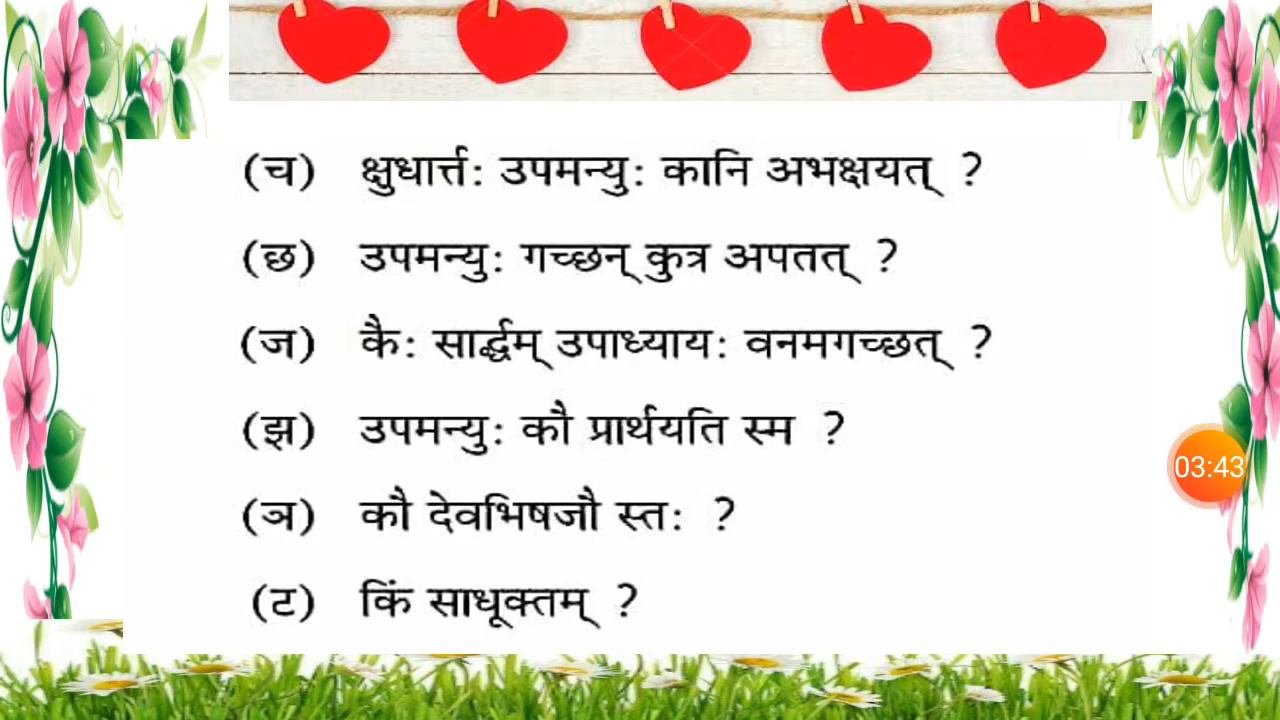 (च) क्षुधार्त्तः उपमन्युः कानि अभक्षयत् ?
(छ) उपमन्युः गच्छन् कुत्र अपतत् ?
(ज) कैः सार्द्धम् उपाध्यायः वनमगच्छत् ?
(झ) उपमन्युः कौ प्रार्थयति स्म ?
03:43
(ञ) कौ देवभिषजौ स्तः ?
(ट) किं साधूक्तम् ?